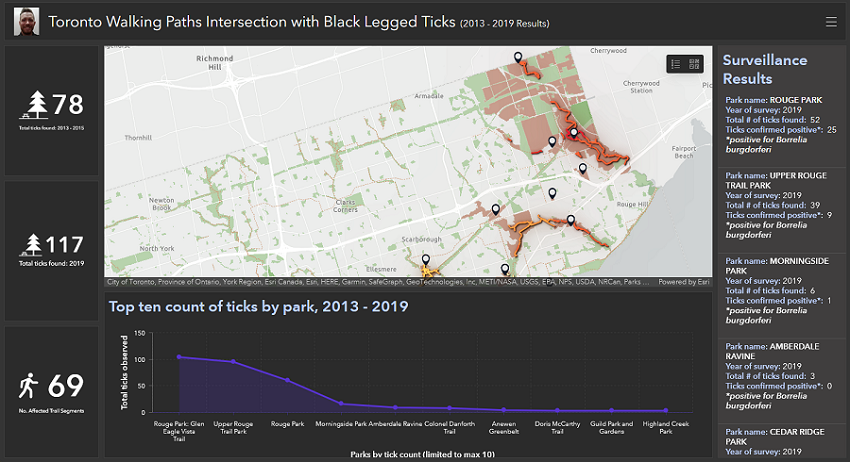 Toronto Walking Paths Intersection with Black Legged Ticks (2013 - 2019 Results)
78
Total ticks found: 2013 - 2015
117
Total ticks found: 2019
69
No. Affected Trail Segments
Richmond
Hill
Cherrywood
Cherrywood
Station
Armadale
Thornhill
Fairport
Beach
Newton
Brook
Clarks
Corners
Rouge Hill
North York
Scarborough
Ellesmere
City of Toronto, Province of Ontario, York Region, Esri Canada, Esri, HERE, Garmin, SafeGraph, GeoTechnologies, Inc, METI/NASA, USGS, EPA, NPS, USDA, NRCan, Parks ...
Powered by Esri
Top ten count of ticks by park, 2013 - 2019
Total ticks observed
150
100
50
0
Rouge Park: Glen
Eagle Vista
Trail
Upper Rouge
Trail Park
Rouge Park
Morningside Park
Amberdale Ravine
Colonel Danforth
Trail
Anewen
Greenbelt
Doris McCarthy
Trail
Guild Park and
Gardens
Highland Creek
Park
Parks by tick count (limited to max 10)
Surveillance
Results
Park name: ROUGE PARK
Year of survey: 2019
Total # of ticks found: 52
Ticks confirmed positive*: 25
*positive for Borrelia
burgdorferi
Park name: UPPER ROUGE
TRAIL PARK
Year of survey: 2019
Total # of ticks found: 39
Ticks confirmed positive*: 9
*positive for Borrelia
burgdorferi
Park name: MORNINGSIDE
PARK
Year of survey: 2019
Total # of ticks found: 6
Ticks confirmed positive*: 1
*positive for Borrelia
burgdorferi
Park name: AMBERDALE
RAVINE
Year of survey: 2019
Total # of ticks found: 3
Ticks confirmed positive*: 0
*positive for Borrelia
burgdorferi
Park name: CEDAR RIDGE
PARK
Year of survey: 2019